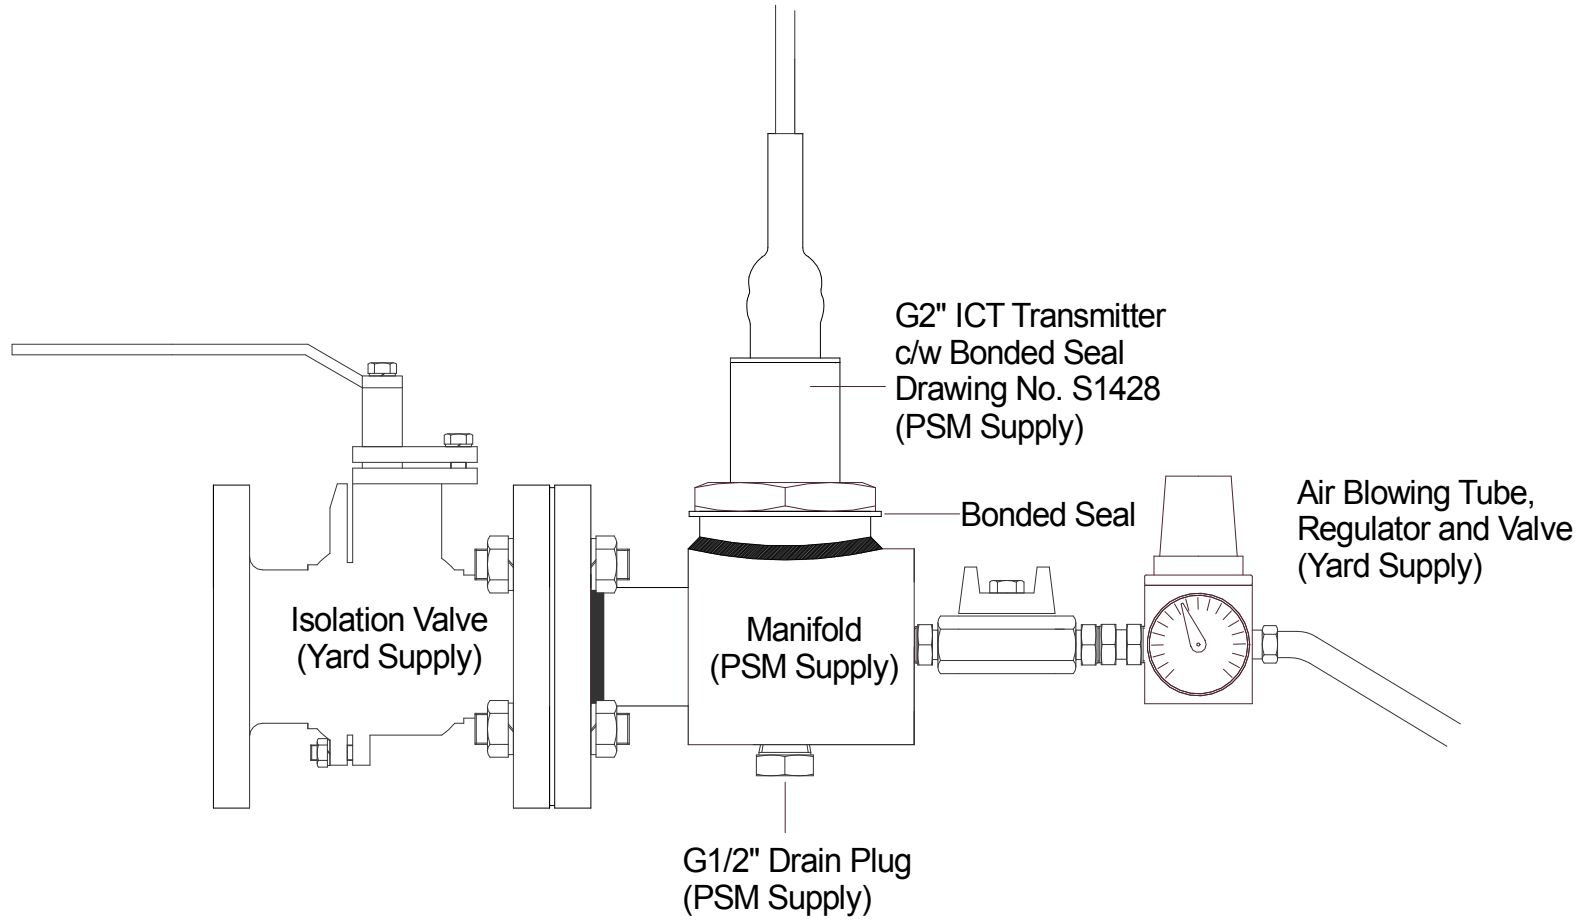 G2" ICT Transmitter
c/w Bonded Seal
Drawing No. S1428
(PSM Supply)
Bonded Seal
Air Blowing Tube,
Regulator and Valve
(Yard Supply)
Isolation Valve
(Yard Supply)
Manifold
(PSM Supply)
G1/2" Drain Plug
(PSM Supply)